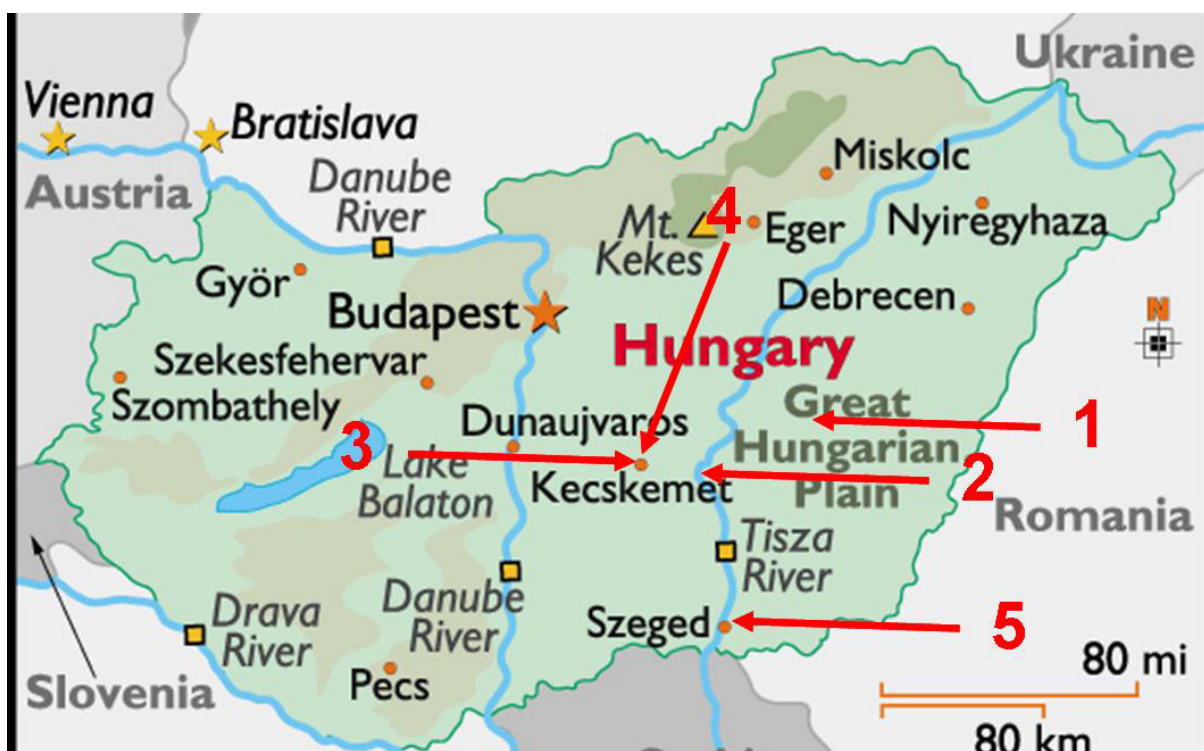 Ukraine
Vienna
Bratislava
Austria
Danube
River
Miskolc
Mt.
Kekes
4
Eger
Nyiregyhaza
Györ
Budapest
Debrecen
N
Hungary
Szekesfehervar
Szombathely
Great
Hungarian
Plain
1
Dunaujvaros
3
Lake
Balaton
Kecskemet
2
Romania
Tisza
River
Danube
River
Drava
River
Szeged
5
Pecs
Slovenia
80 mi
80 km